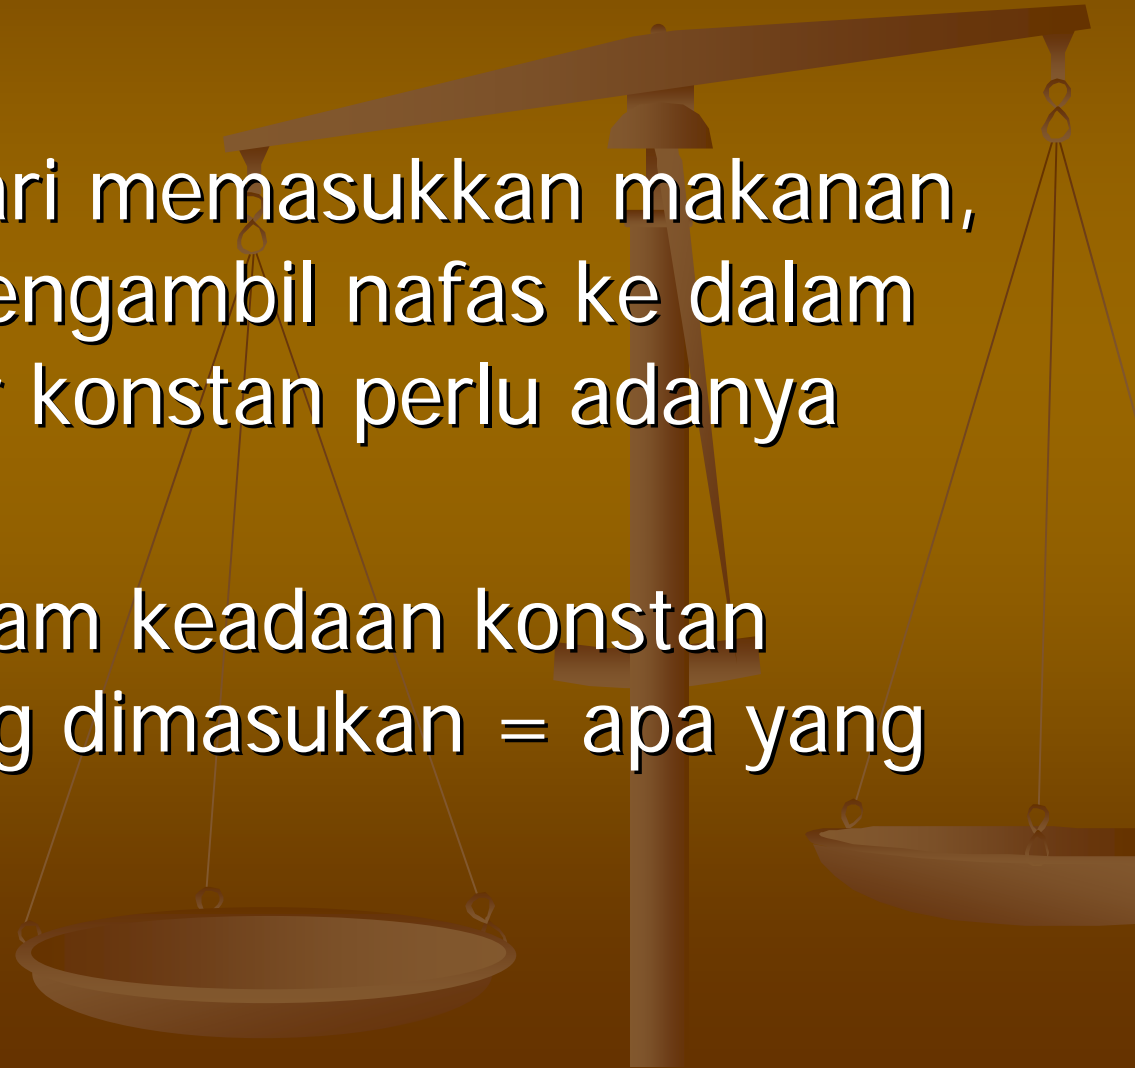 ari memasukkan makanan,
engambil nafas ke dalam
konstan perlu adanya
am keadaan konstan
g dimasukan = apa yang